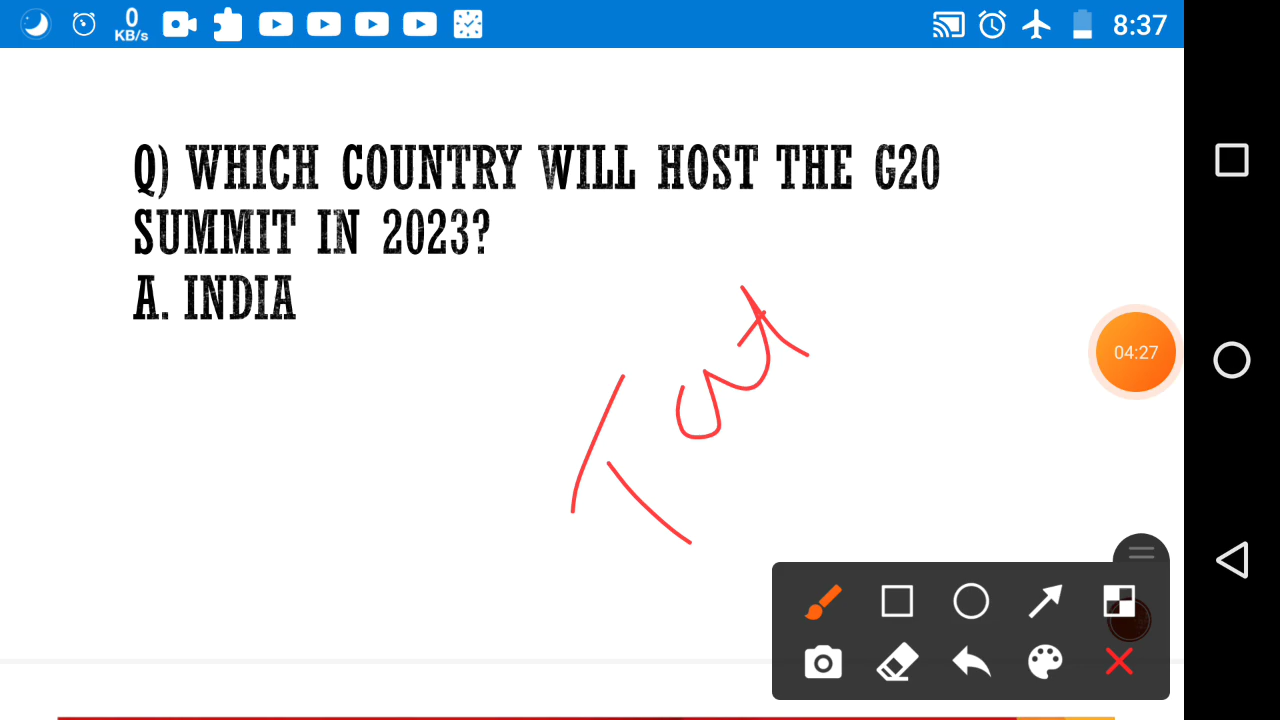 0
KB/s
8:37
Q) WHICH COUNTRY WILL HOST THE G20
SUMMIT IN 2023?
A. INDIA
04:27